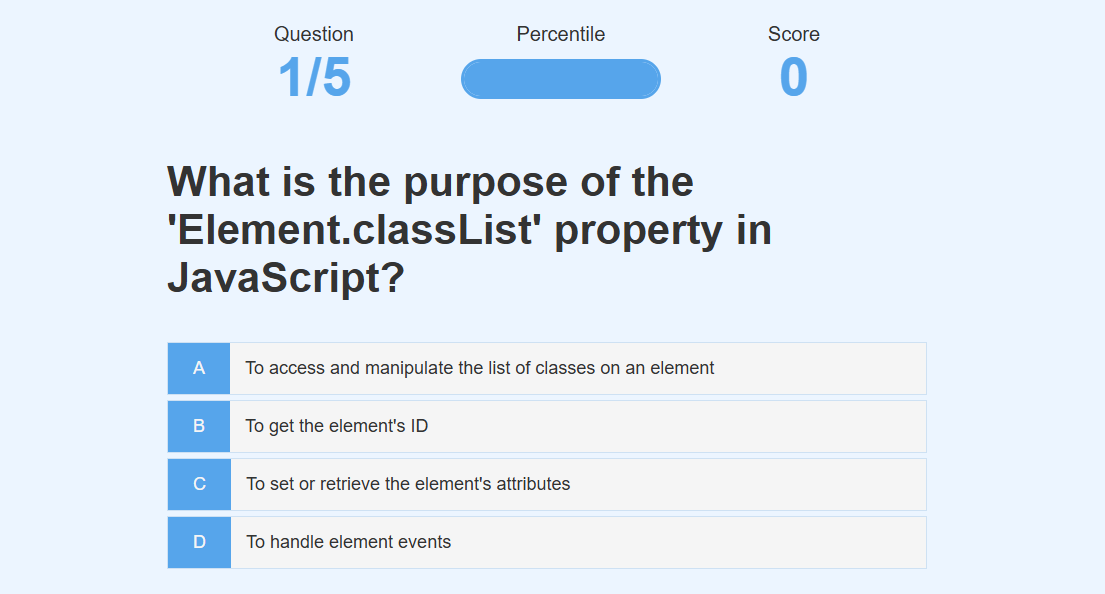 Question Percentile Score
1/5 0
What is the purpose of the
'Element.classList' property in
JavaScript?
A To access and manipulate the list of classes on an element
B To get the element's ID
C To set or retrieve the element's attributes
D To handle element events